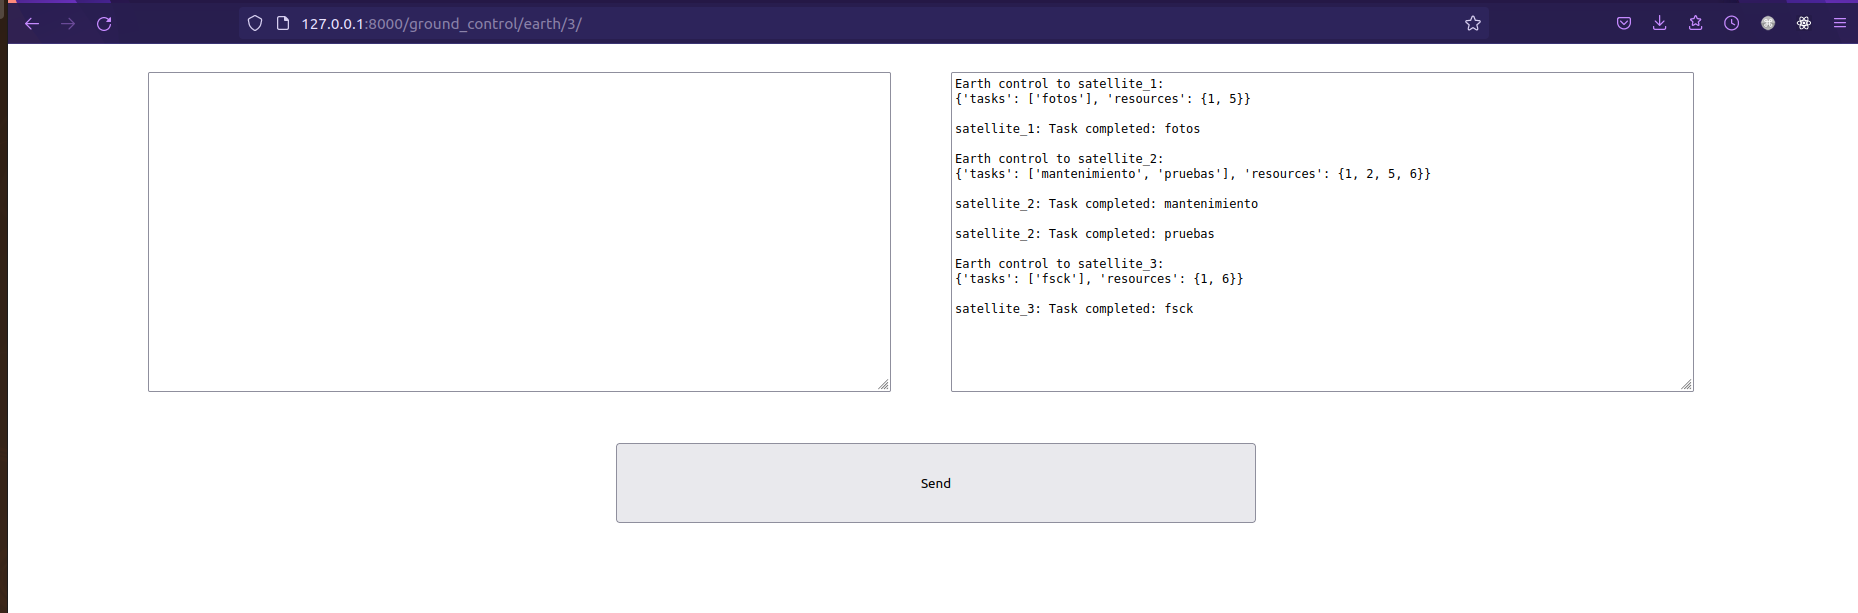 127.0.0.1:8000/ground_control/earth/3/
Earth control to satellite_1:
{'tasks': ['fotos'], 'resources': {1, 5}}
satellite_1: Task completed: fotos
Earth control to satellite_2:
{'tasks': ['mantenimiento', 'pruebas'], 'resources': {1, 2, 5, 6}}
satellite_2: Task completed: mantenimiento
satellite_2: Task completed: pruebas
Earth control to satellite_3:
{'tasks': ['fsck'], 'resources': {1, 6}}
satellite_3: Task completed: fsck
Send